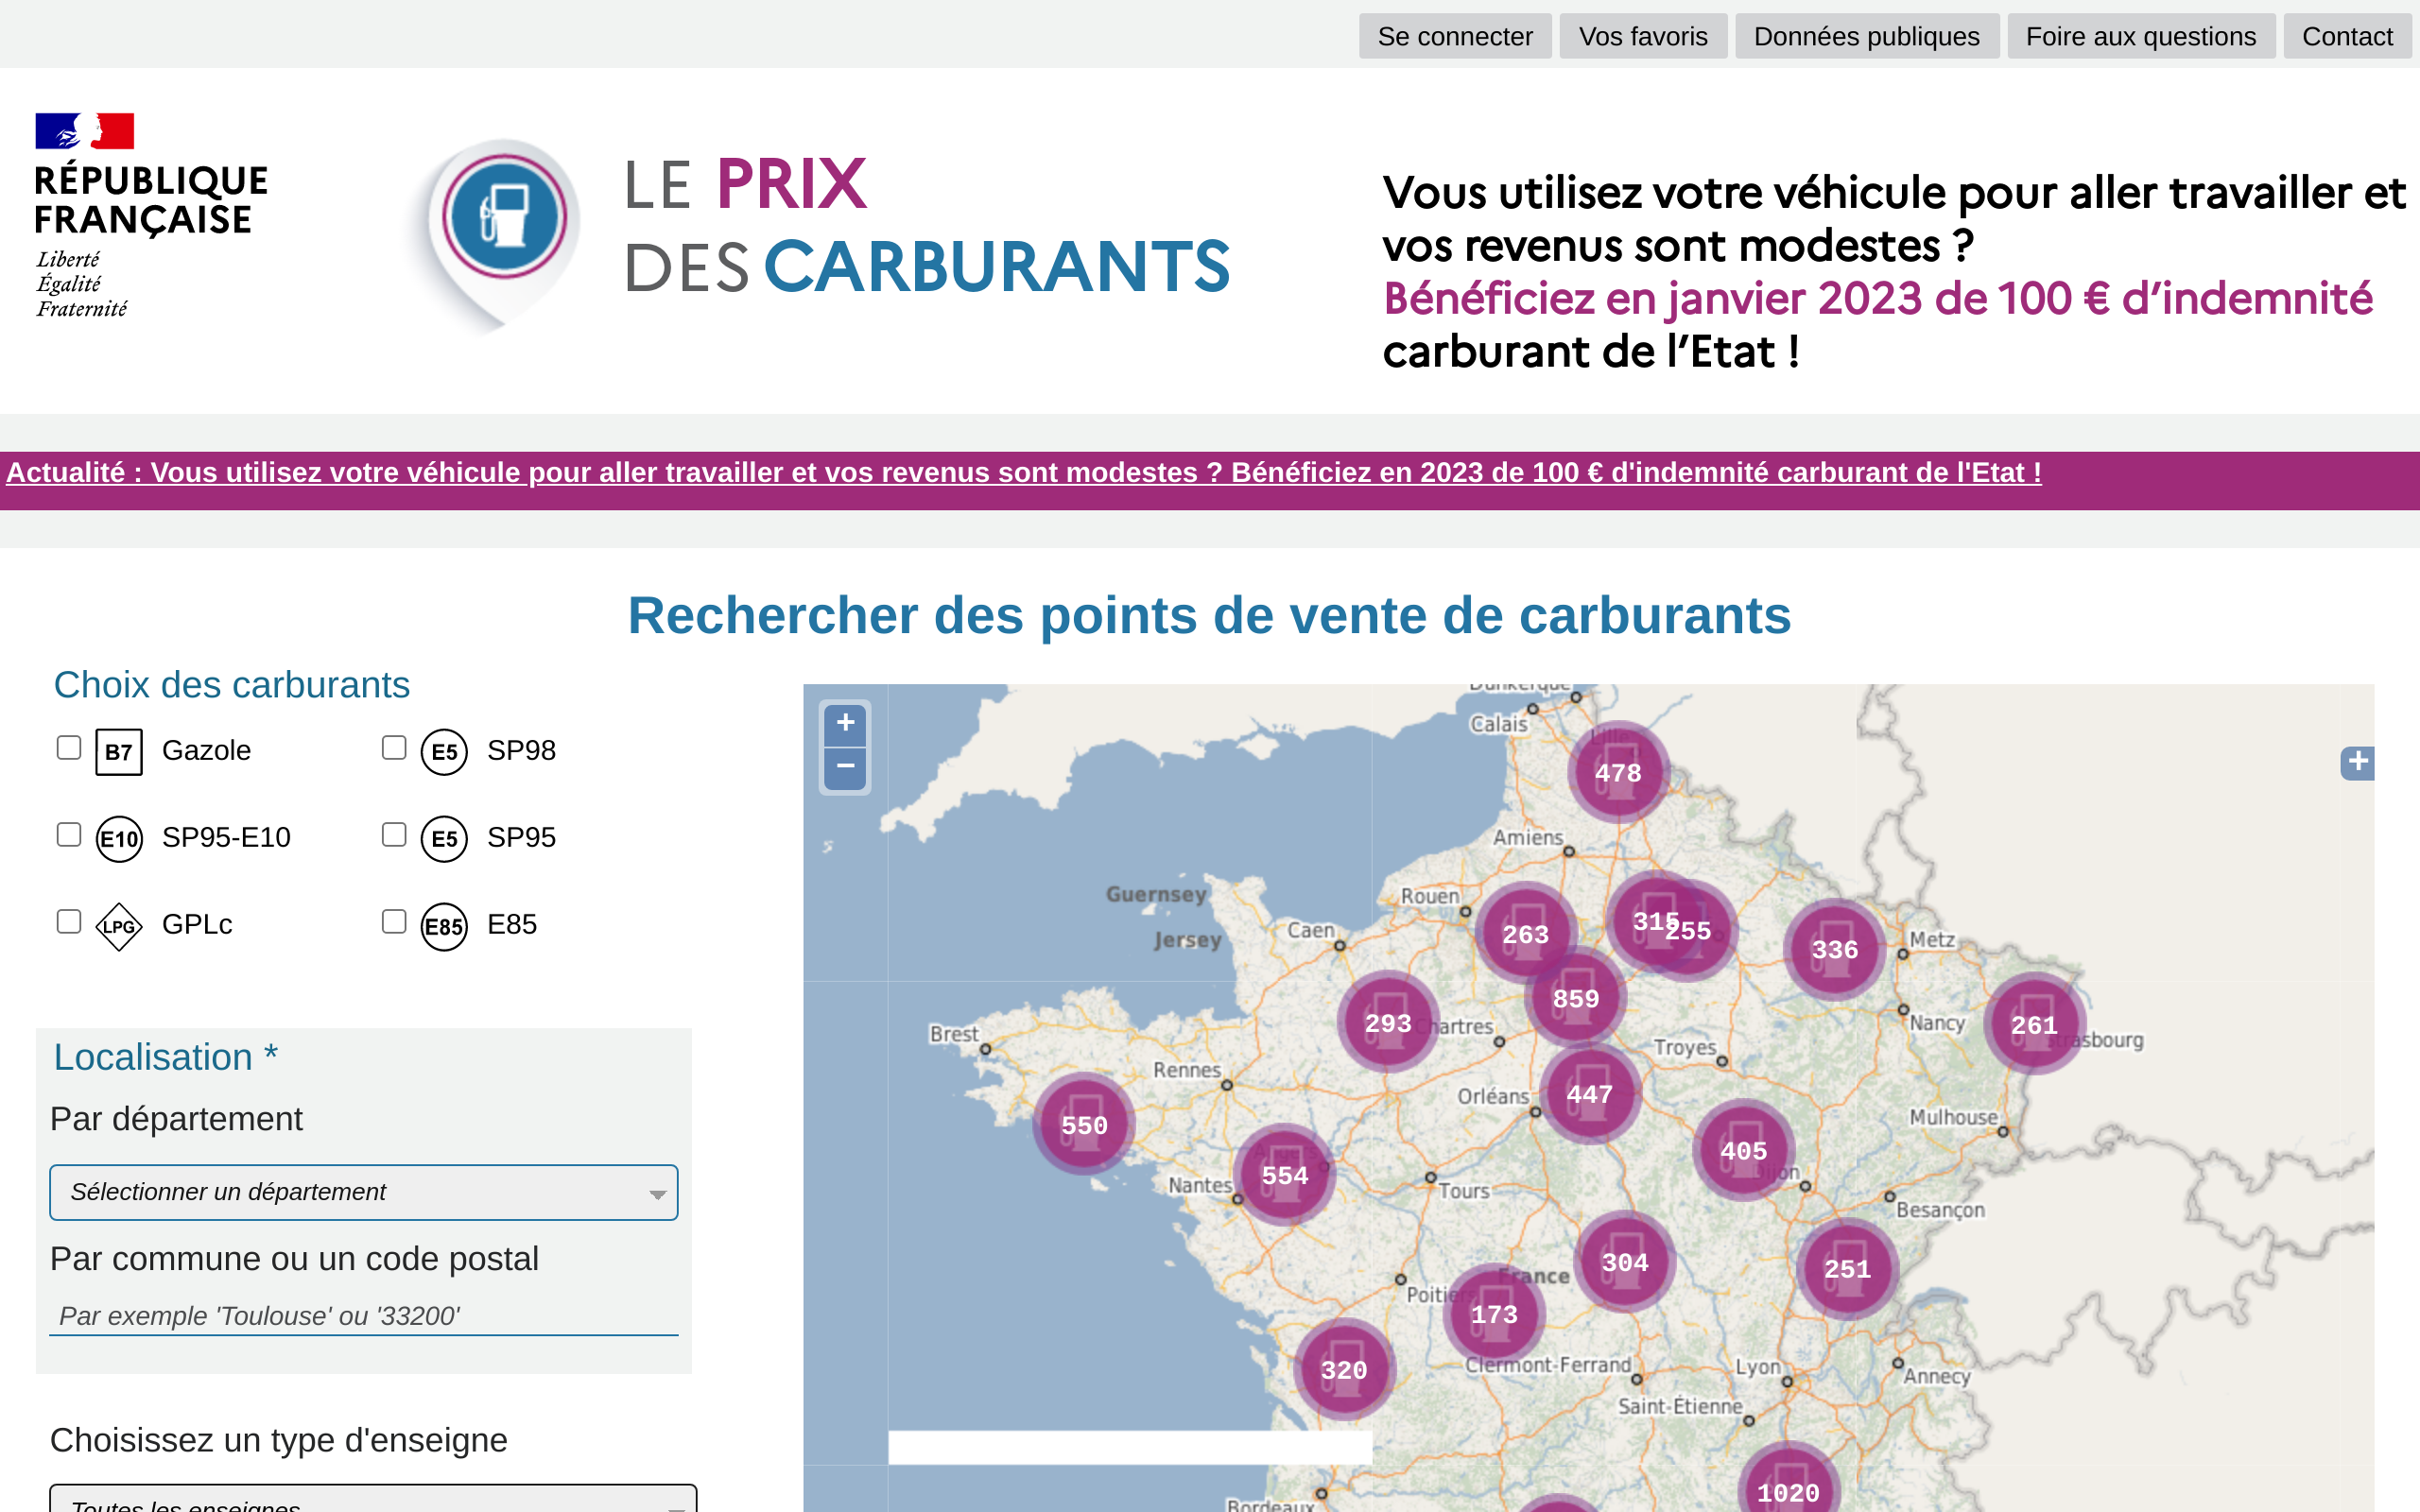 Se connecter
Vos favoris
Données publiques
Foire aux questions
Contact
RÉPUBLIQUE
FRANÇAISE
Liberté
Égalité
Fraternité
LE PRIX
DES CARBURANTS
Vous utilisez votre véhicule pour aller travailler et
vos revenus sont modestes ?
Bénéficiez en janvier 2023 de 100 € d’indemnité
carburant de l’Etat !
Actualité : Vous utilisez votre véhicule pour aller travailler et vos revenus sont modestes ? Bénéficiez en 2023 de 100 € d'indemnité carburant de l'Etat !
Rechercher des points de vente de carburants
Choix des carburants
B7 Gazole
E5 SP98
E10 SP95-E10
E5 SP95
LPG GPLc
E85 E85
Localisation *
Par département
Sélectionner un département
Par commune ou un code postal
Par exemple 'Toulouse' ou '33200'
Choisissez un type d'enseigne
Toutes les enseignes
+
−
+
Dunkerque
Calais
Lille
478
Amiens
Guernsey
Rouen
Jersey
Caen
263
315
255
336
Metz
859
293
Chartres
Nancy
261
Strasbourg
Brest
Troyes
Rennes
Orléans
447
Mulhouse
550
405
Dijon
Angers
554
Nantes
Tours
Besançon
304
251
France
Poitiers
173
320
Clermont-Ferrand
Lyon
Annecy
Saint-Étienne
1020
Bordeaux